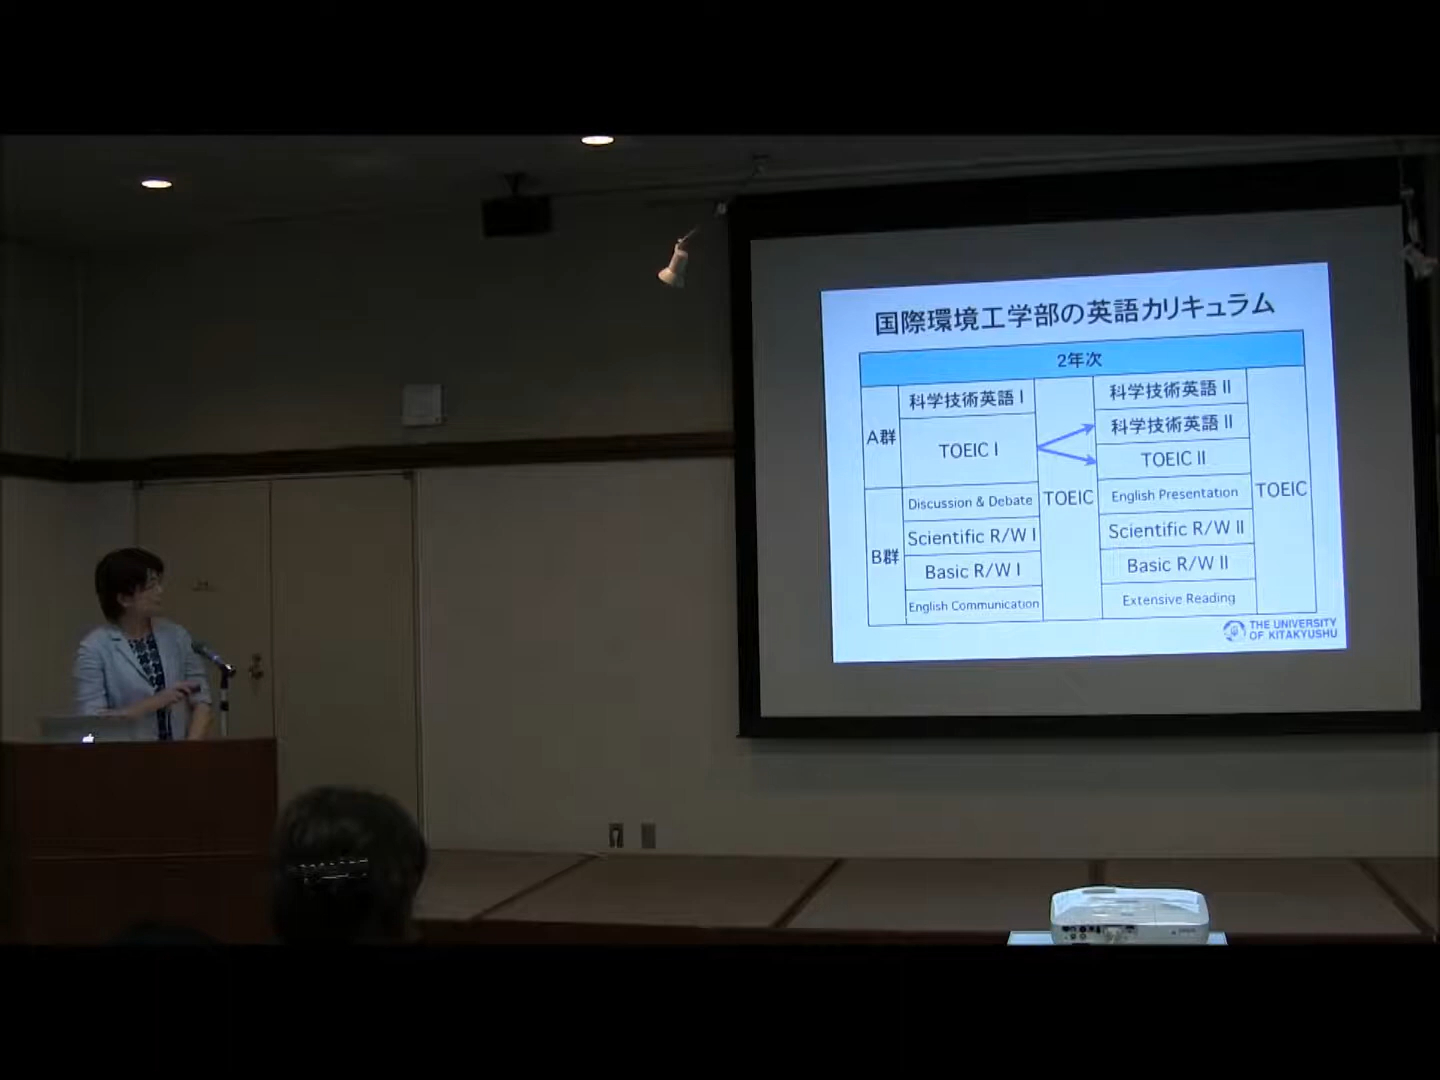 国際環境工学部の英語カリキュラム
2年次
A群
科学技術英語 I
TOEIC I
TOEIC
科学技術英語 II
科学技術英語 II
TOEIC II
TOEIC
B群
Discussion & Debate
Scientific R/W I
Basic R/W I
English Communication
English Presentation
Scientific R/W II
Basic R/W II
Extensive Reading
THE UNIVERSITY
OF KITAKYUSHU